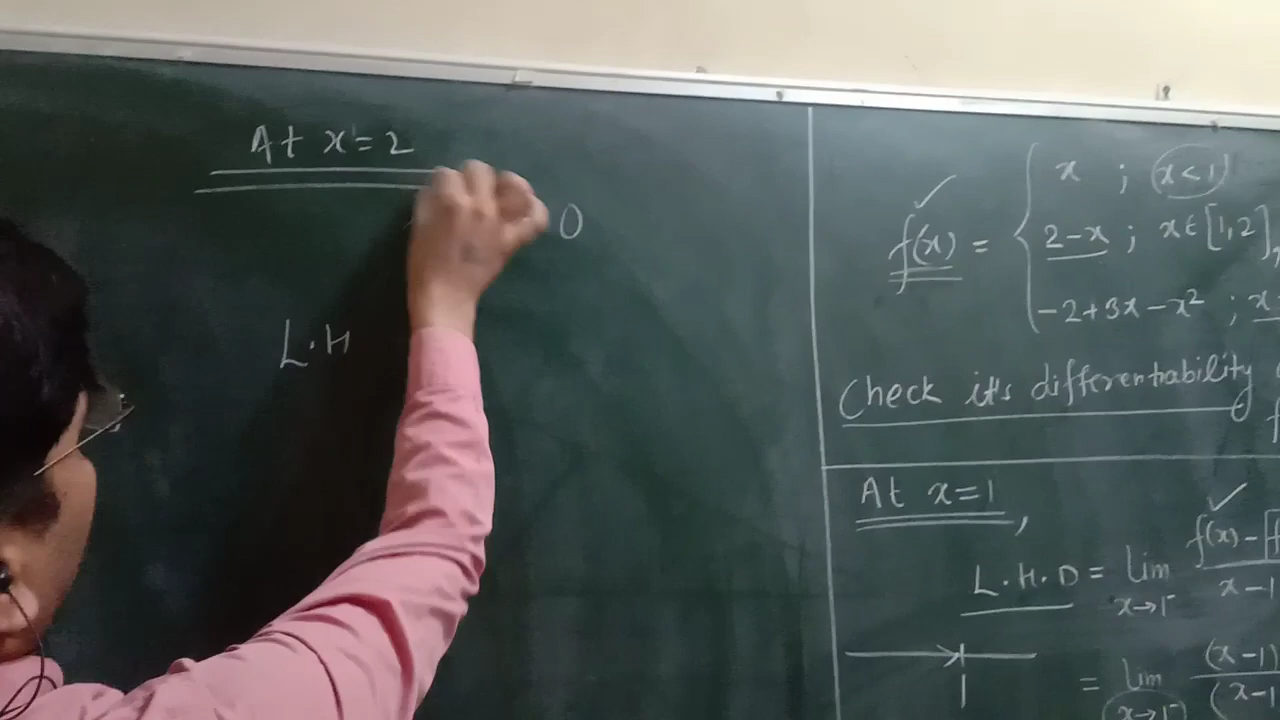 At x=2
0
L.H
f(x) = { x ; x<1
2-x ; x∈[1,2]
-2+3x-x² ; x
Check it's differentiability
At x=1,
L.H.D = lim x→1⁻ f(x)-f
x-1
= lim x→1⁻ (x-1)
(x-1